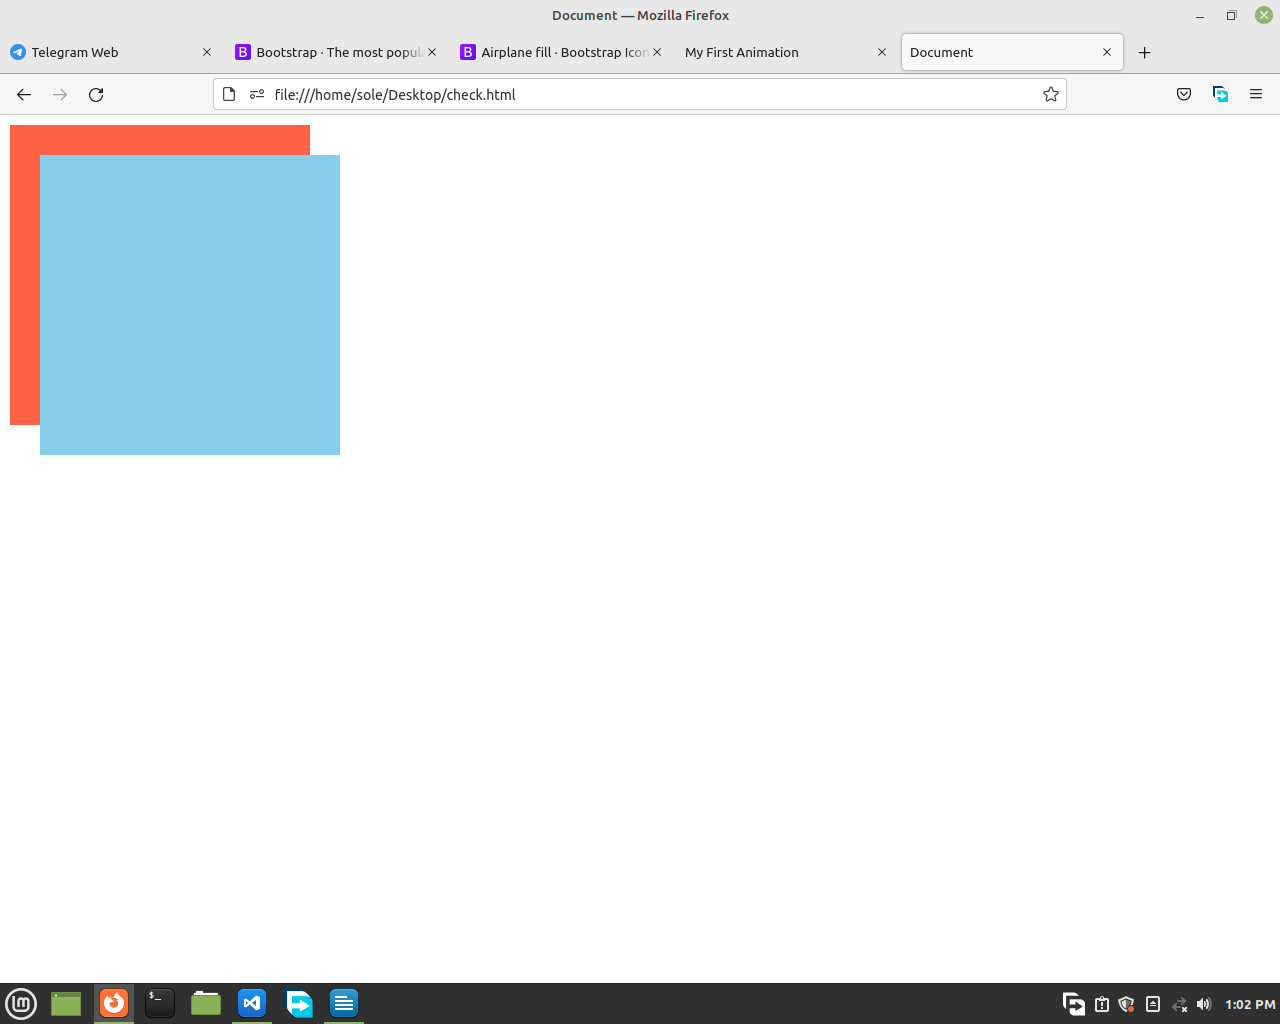 Document — Mozilla Firefox
Telegram Web
Bootstrap · The most popul
Airplane fill · Bootstrap Icon
My First Animation
Document
file:///home/sole/Desktop/check.html
1:02 PM